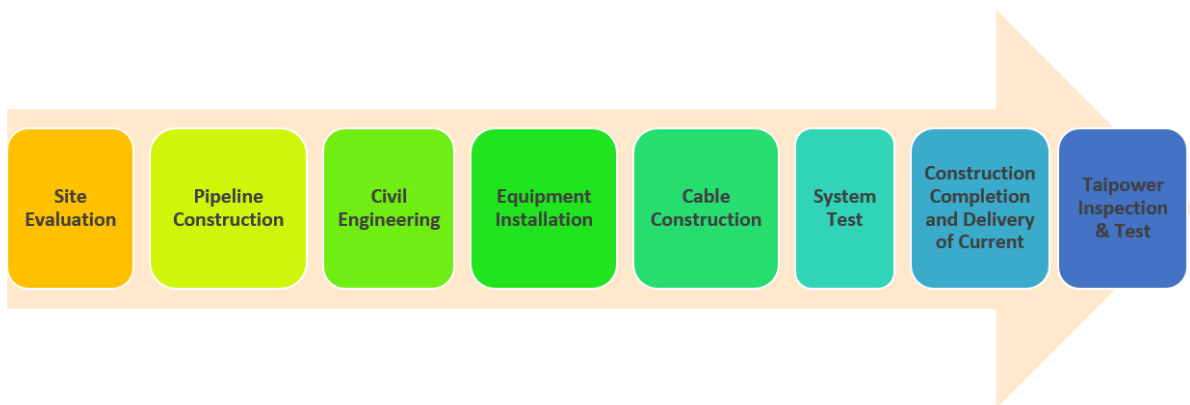 Site
Evaluation
Pipeline
Construction
Civil
Engineering
Equipment
Installation
Cable
Construction
System
Test
Construction
Completion
and Delivery
of Current
Taipower
Inspection
& Test